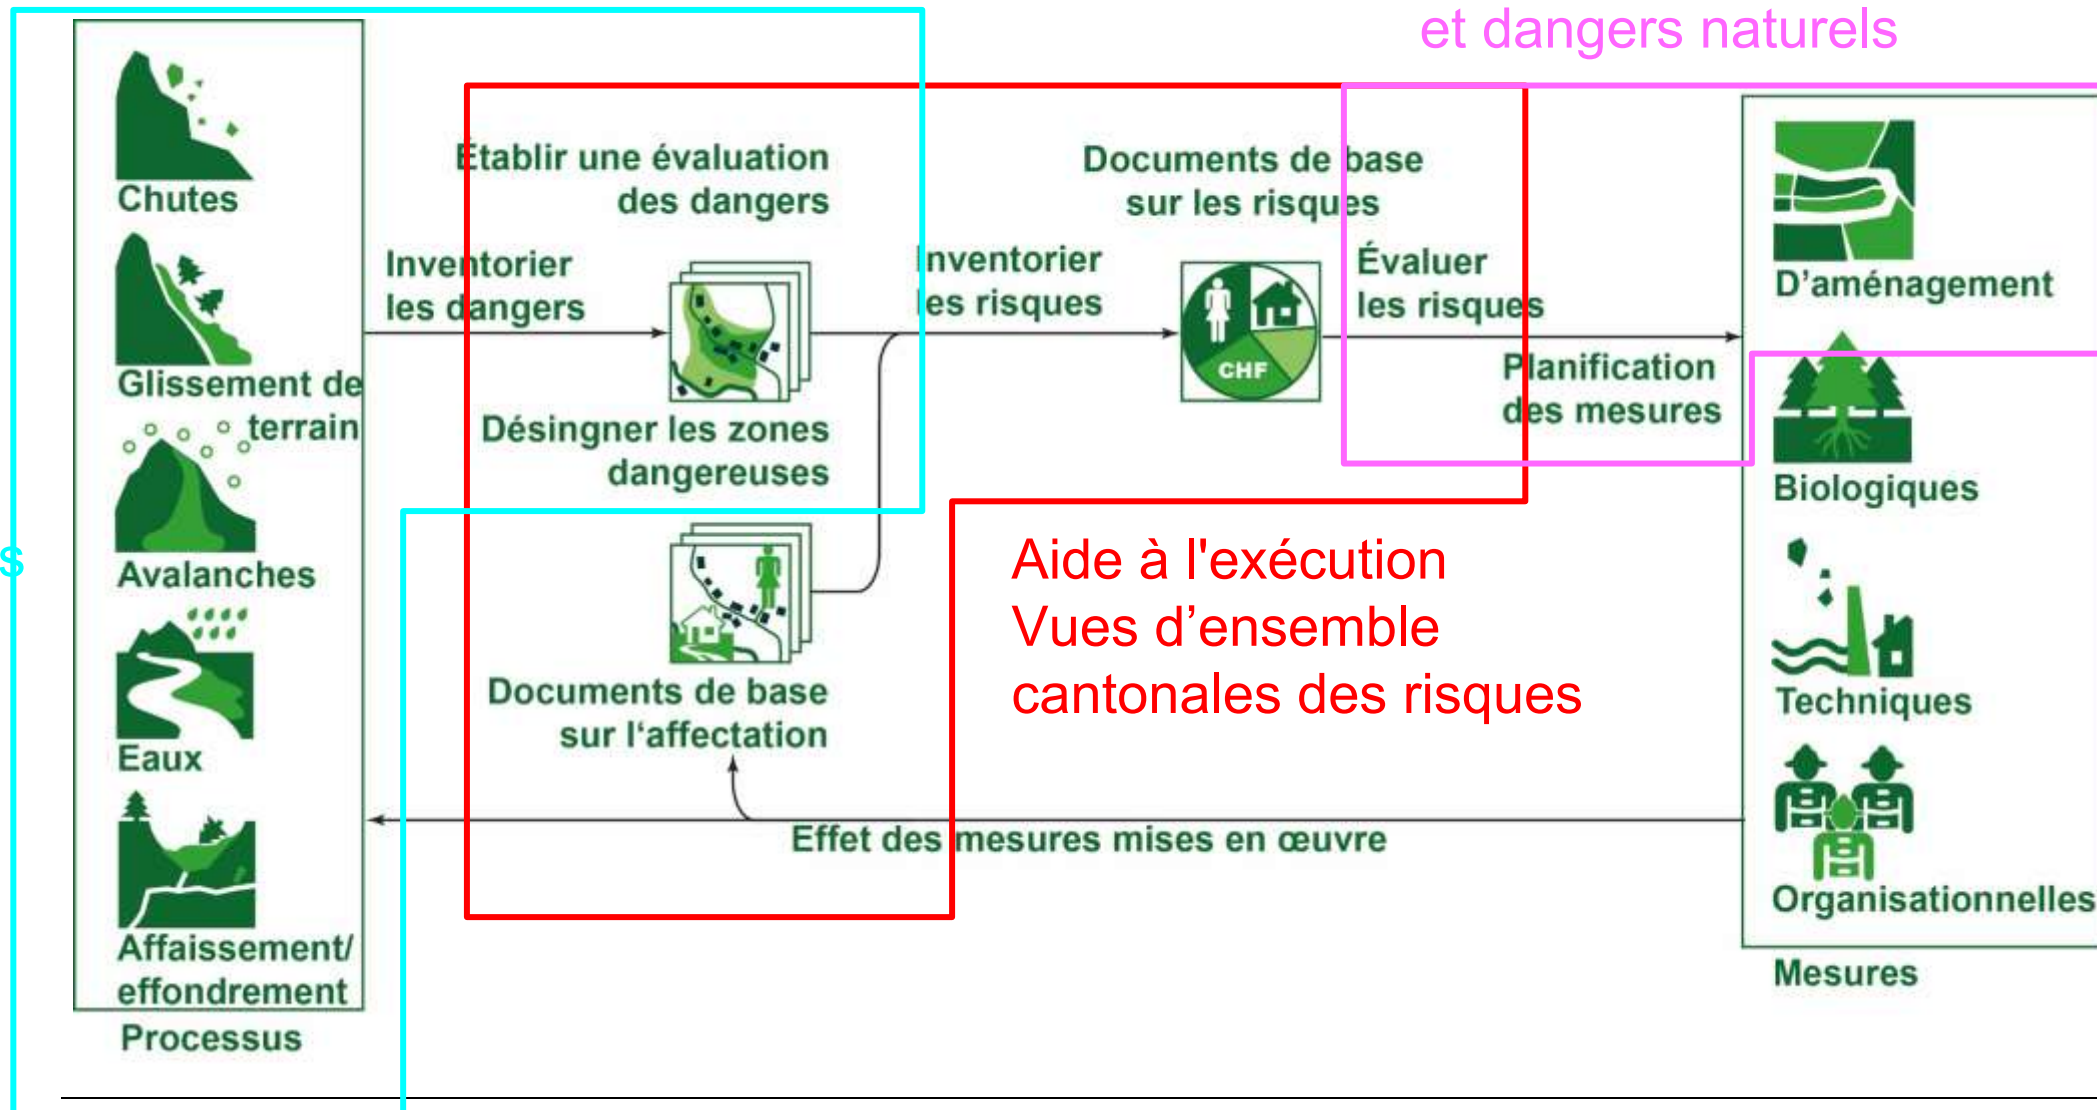 et dangers naturels
Chutes
Glissement de
terrain
Avalanches
Eaux
Affaissement/
effondrement
Processus
s
Établir une évaluation
des dangers
Inventorier
les dangers
Désingner les zones
dangereuses
Documents de base
sur l'affectation
Inventorier
les risques
Documents de base
sur les risques
CHF
Évaluer
les risques
Planification
des mesures
Aide à l'exécution
Vues d’ensemble
cantonales des risques
Effet des mesures mises en œuvre
D'aménagement
Biologiques
Techniques
Organisationnelles
Mesures